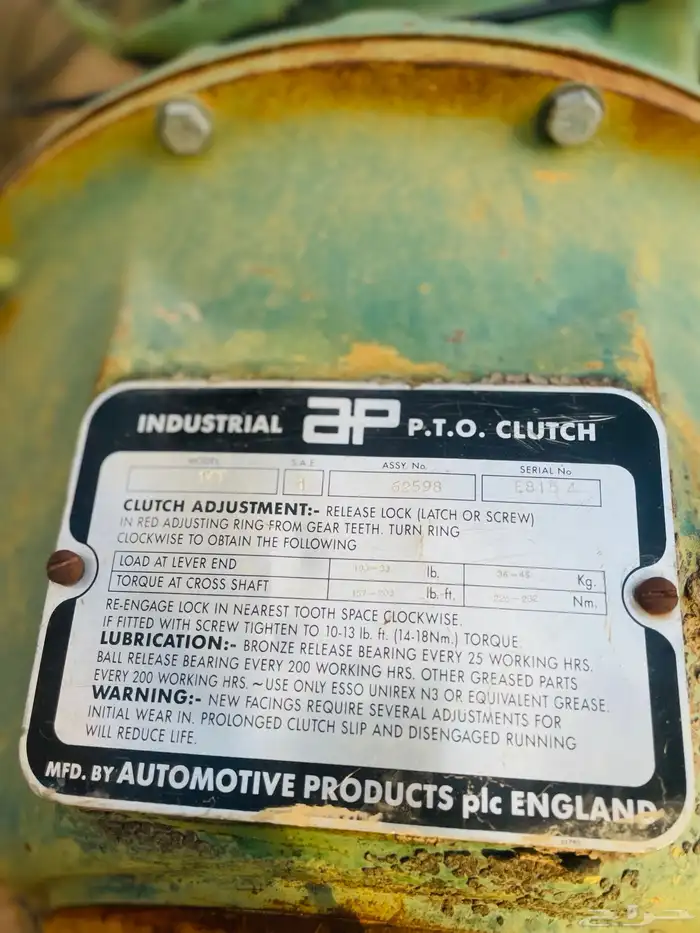 INDUSTRIAL AP P.T.O. CLUTCH
MODEL S.A.E ASSY. No. SERIAL No
1 62598
CLUTCH ADJUSTMENT:- RELEASE LOCK (LATCH OR SCREW)
IN RED ADJUSTING RING FROM GEAR TEETH. TURN RING
CLOCKWISE TO OBTAIN THE FOLLOWING
LOAD AT LEVER END lb. Kg.
TORQUE AT CROSS SHAFT lb.ft. Nm.
RE-ENGAGE LOCK IN NEAREST TOOTH SPACE CLOCKWISE.
IF FITTED WITH SCREW TIGHTEN TO 10-13 lb. ft. (14-18Nm.) TORQUE.
LUBRICATION:- BRONZE RELEASE BEARING EVERY 25 WORKING HRS.
BALL RELEASE BEARING EVERY 200 WORKING HRS. OTHER GREASED PARTS
EVERY 200 WORKING HRS. ~USE ONLY ESSO UNIREX N3 OR EQUIVALENT GREASE.
WARNING:- NEW FACINGS REQUIRE SEVERAL ADJUSTMENTS FOR
INITIAL WEAR IN. PROLONGED CLUTCH SLIP AND DISENGAGED RUNNING
WILL REDUCE LIFE.
MFD. BY AUTOMOTIVE PRODUCTS plc ENGLAND
حراج